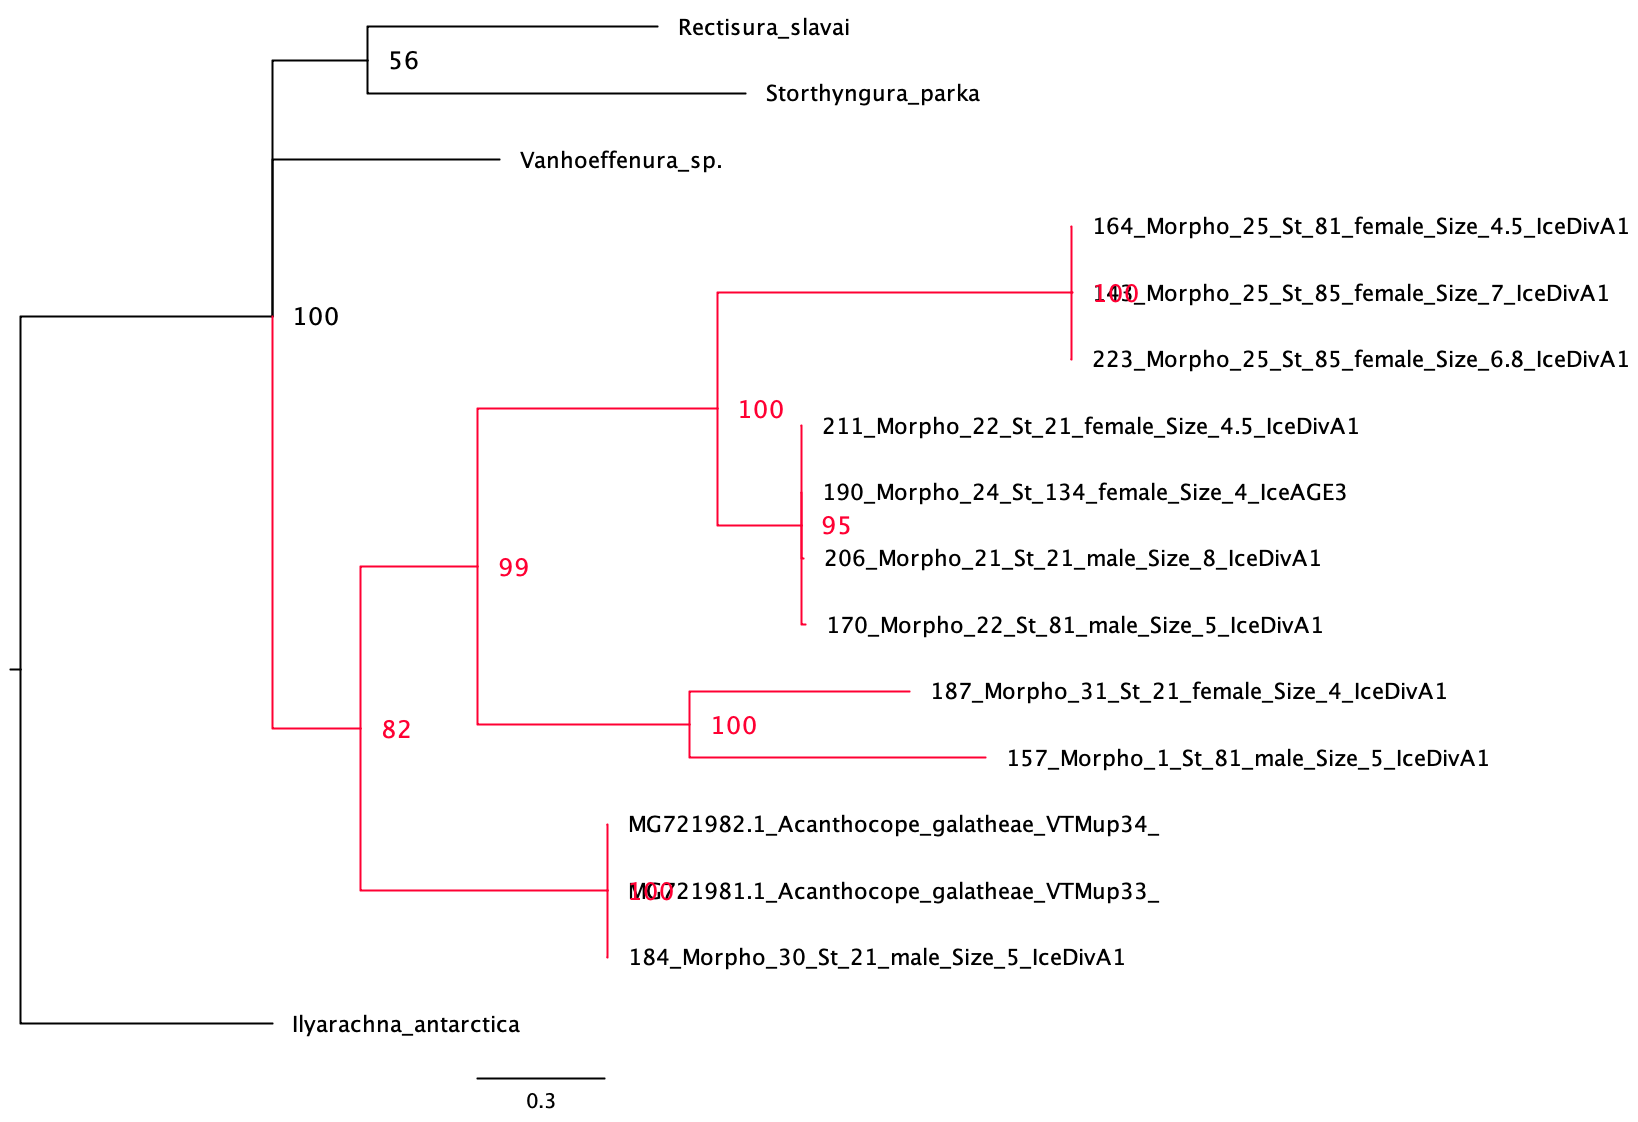 Rectisura_slavai
56
Storthyngura_parka
Vanhoeffenura_sp.
164_Morpho_25_St_81_female_Size_4.5_IceDivA1
100
143_Morpho_25_St_85_female_Size_7_IceDivA1
100
223_Morpho_25_St_85_female_Size_6.8_IceDivA1
100
211_Morpho_22_St_21_female_Size_4.5_IceDivA1
190_Morpho_24_St_134_female_Size_4_IceAGE3
95
206_Morpho_21_St_21_male_Size_8_IceDivA1
99
170_Morpho_22_St_81_male_Size_5_IceDivA1
187_Morpho_31_St_21_female_Size_4_IceDivA1
82
100
157_Morpho_1_St_81_male_Size_5_IceDivA1
MG721982.1_Acanthocope_galatheae_VTMup34_
100
MG721981.1_Acanthocope_galatheae_VTMup33_
184_Morpho_30_St_21_male_Size_5_IceDivA1
Ilyarachna_antarctica
0.3